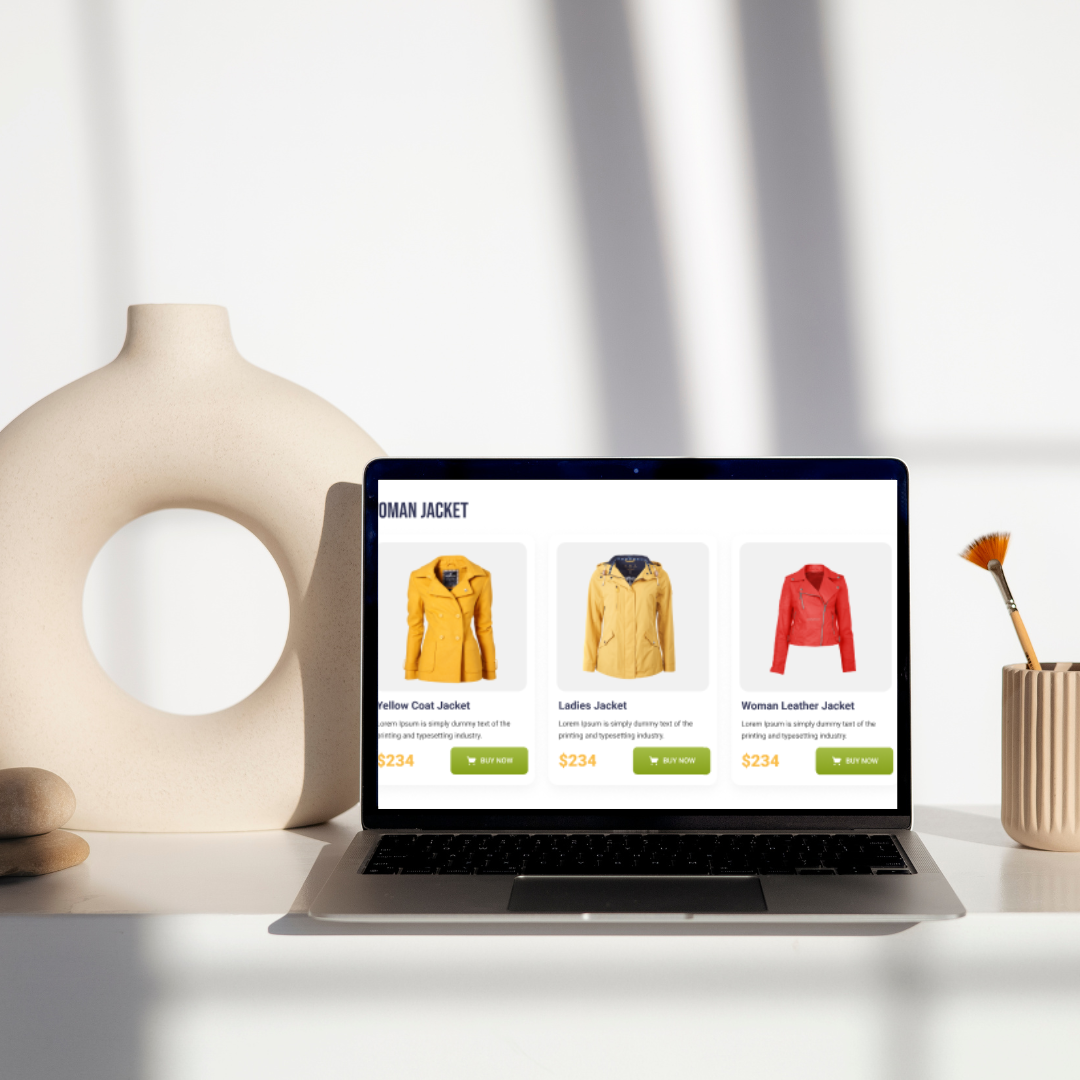 OMAN JACKET
Yellow Coat Jacket
Lorem Ipsum is simply dummy text of the
printing and typesetting industry.
$234
BUY NOW
Ladies Jacket
Lorem Ipsum is simply dummy text of the
printing and typesetting industry.
$234
BUY NOW
Woman Leather Jacket
Lorem Ipsum is simply dummy text of the
printing and typesetting industry.
$234
BUY NOW